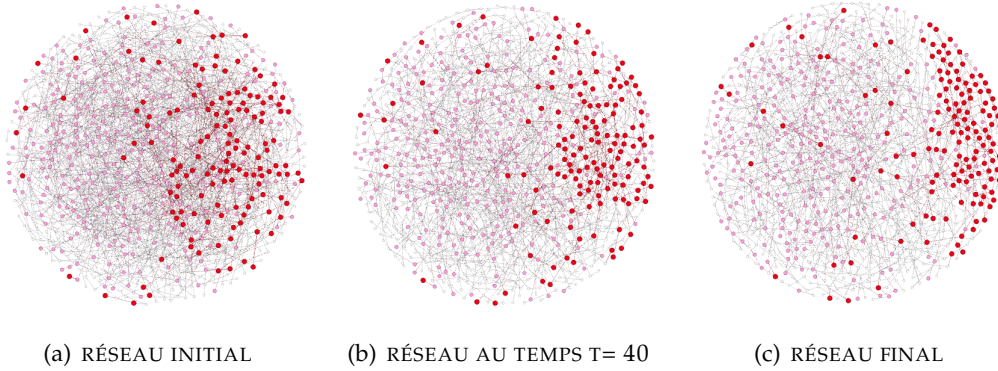 (a) RÉSEAU INITIAL
(b) RÉSEAU AU TEMPS T= 40
(c) RÉSEAU FINAL